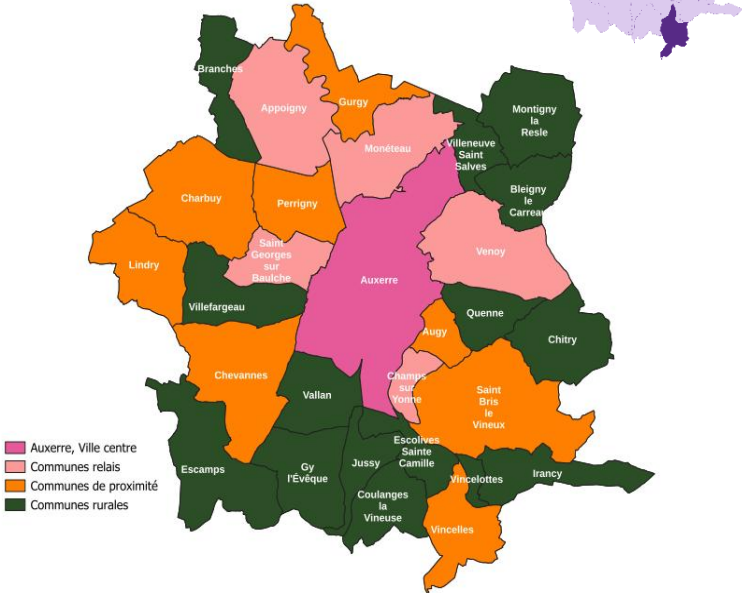 Branches
Appoigny
Gurgy
Montigny
la
Resle
Monéteau
Villeneuve
Saint
Salves
Bleigny
le
Carreau
Charbuy
Perrigny
Saint
Georges
sur
Baulche
Venoy
Lindry
Auxerre
Villefargeau
Quenne
Augy
Chitry
Chevannes
Champs
sur
Yonne
Vallan
Saint
Bris
le
Vineux
Auxerre, Ville centre
Communes relais
Communes de proximité
Communes rurales
Escamps
Gy
l'Évêque
Jussy
Escolives
Sainte
Camille
Coulanges
la
Vineuse
Vincelottes
Irancy
Vincelles